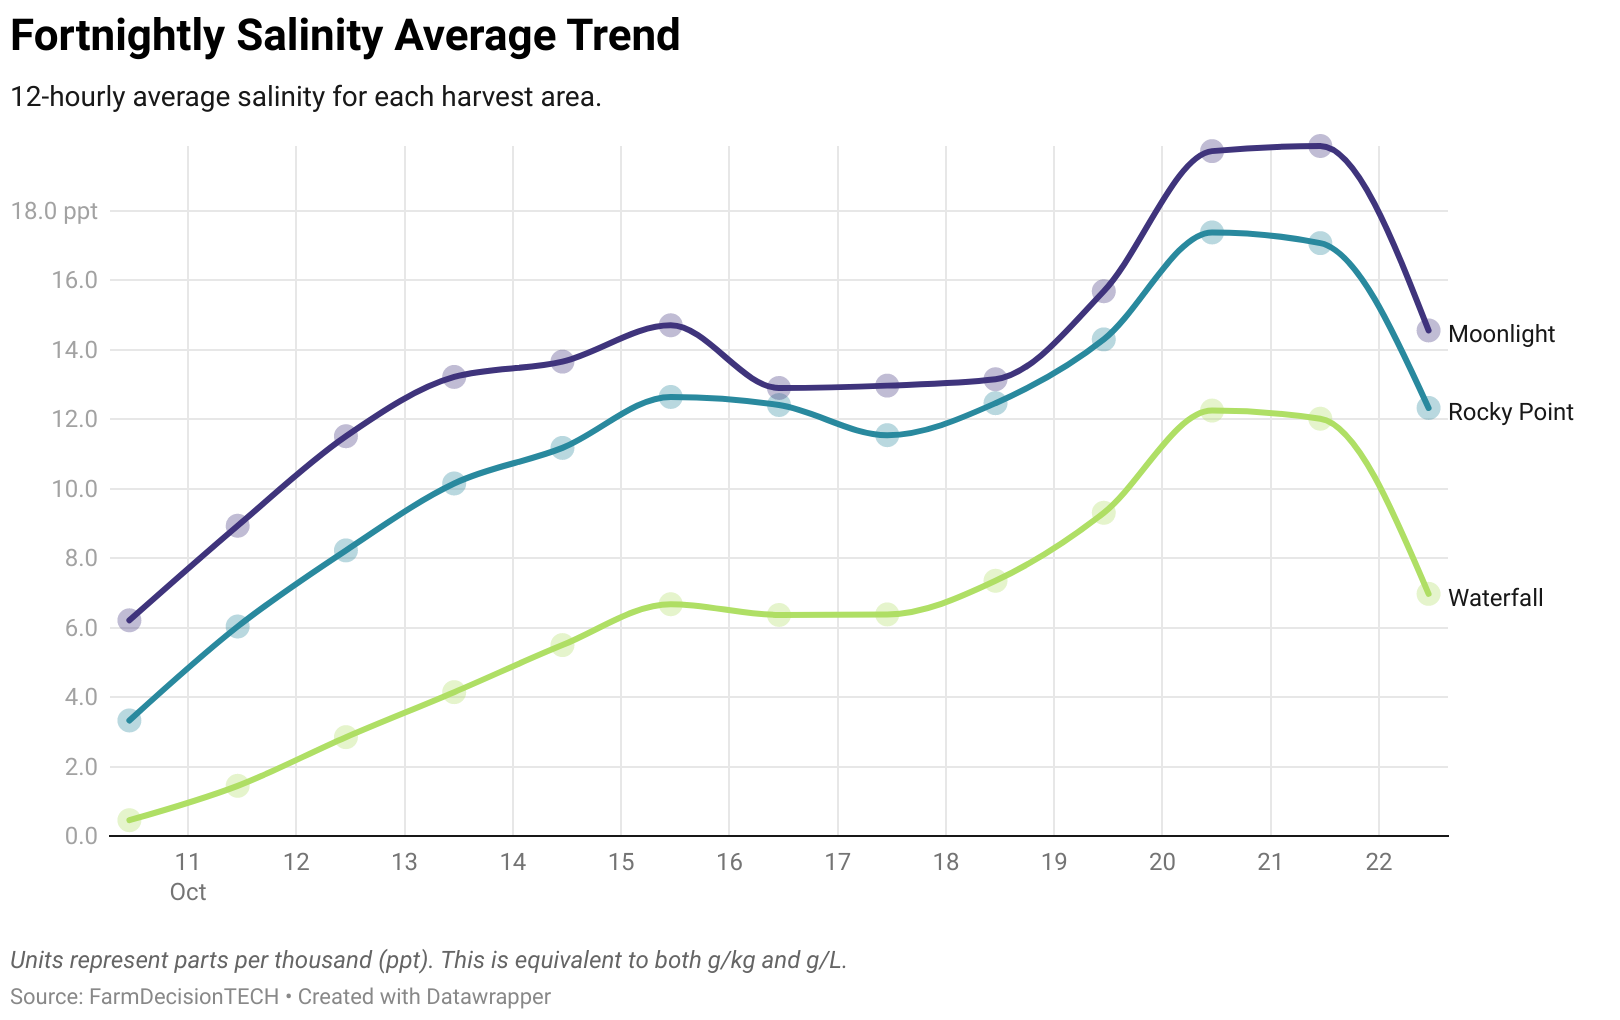 Fortnightly Salinity Average Trend
12-hourly average salinity for each harvest area.
18.0 ppt
16.0
14.0
12.0
10.0
8.0
6.0
4.0
2.0
0.0
Moonlight
Rocky Point
Waterfall
11 12 13 14 15 16 17 18 19 20 21 22
Oct
Units represent parts per thousand (ppt). This is equivalent to both g/kg and g/L.
Source: FarmDecisionTECH • Created with Datawrapper